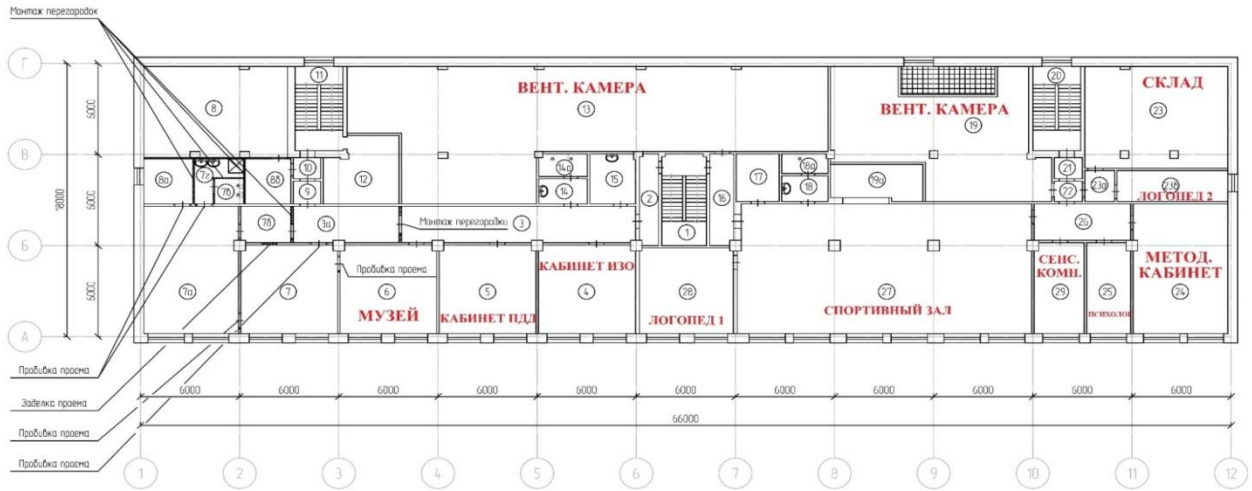 Монтаж перегородок
Г
11
20
ВЕНТ. КАМЕРА
СКЛАД
8
13
ВЕНТ. КАМЕРА
23
6000
19
В
8а
7г
7б
8б
10
9
12
14а
14
15
2
1
16
17
18а
18
19а
21
22
23а
23б
ЛОГОПЕД 2
18000
6000
7в
3а
Монтаж перегородки
3
26
Б
Пробивка проема
КАБИНЕТ ИЗО
СЕНС.
КОМН.
МЕТОД.
КАБИНЕТ
6000
7а
7
6
5
4
28
27
29
25
24
МУЗЕЙ
КАБИНЕТ ПДД
ЛОГОПЕД 1
СПОРТИВНЫЙ ЗАЛ
ПСИХОЛОГ
А
Пробивка проема
Заделка проема
Пробивка проема
Пробивка проема
6000 6000 6000 6000 6000 6000 6000 6000 6000 6000 6000
66000
1 2 3 4 5 6 7 8 9 10 11 12